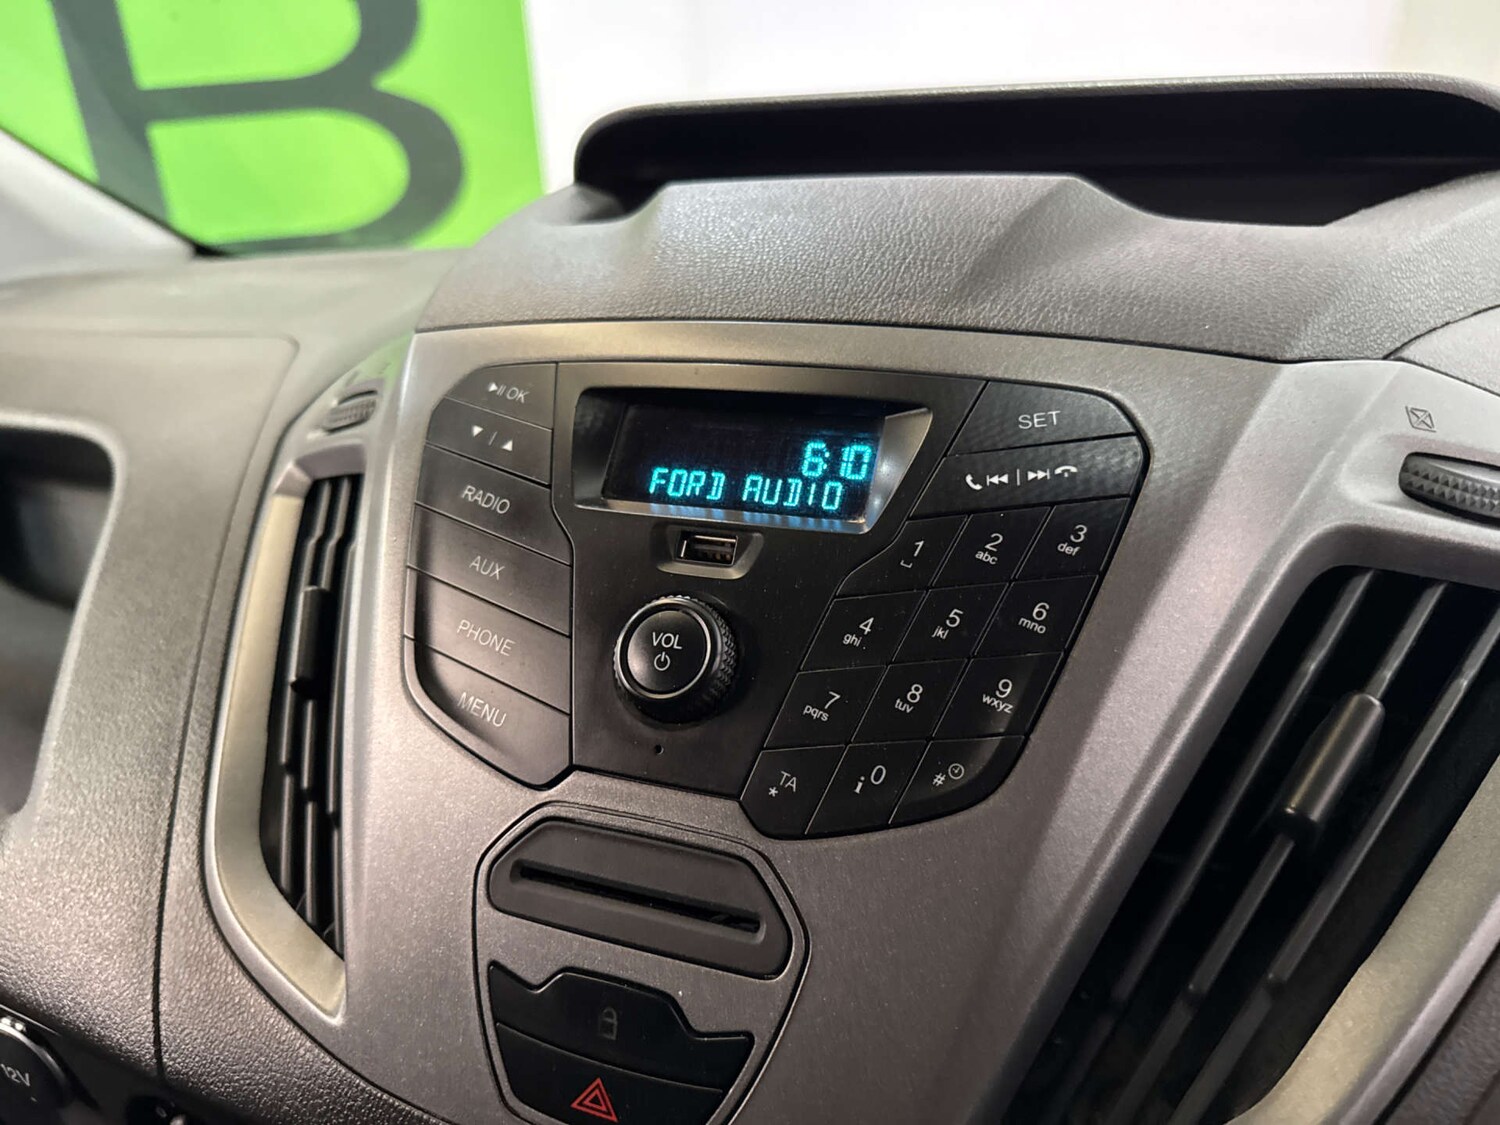 B
6:10
FORD AUDIO
OK
RADIO
AUX
PHONE
MENU
VOL
SET
1
2
abc
3
def
4
ghi
5
jkl
6
mno
7
pqrs
8
tuv
9
wxyz
TA
*
i 0
#
12V